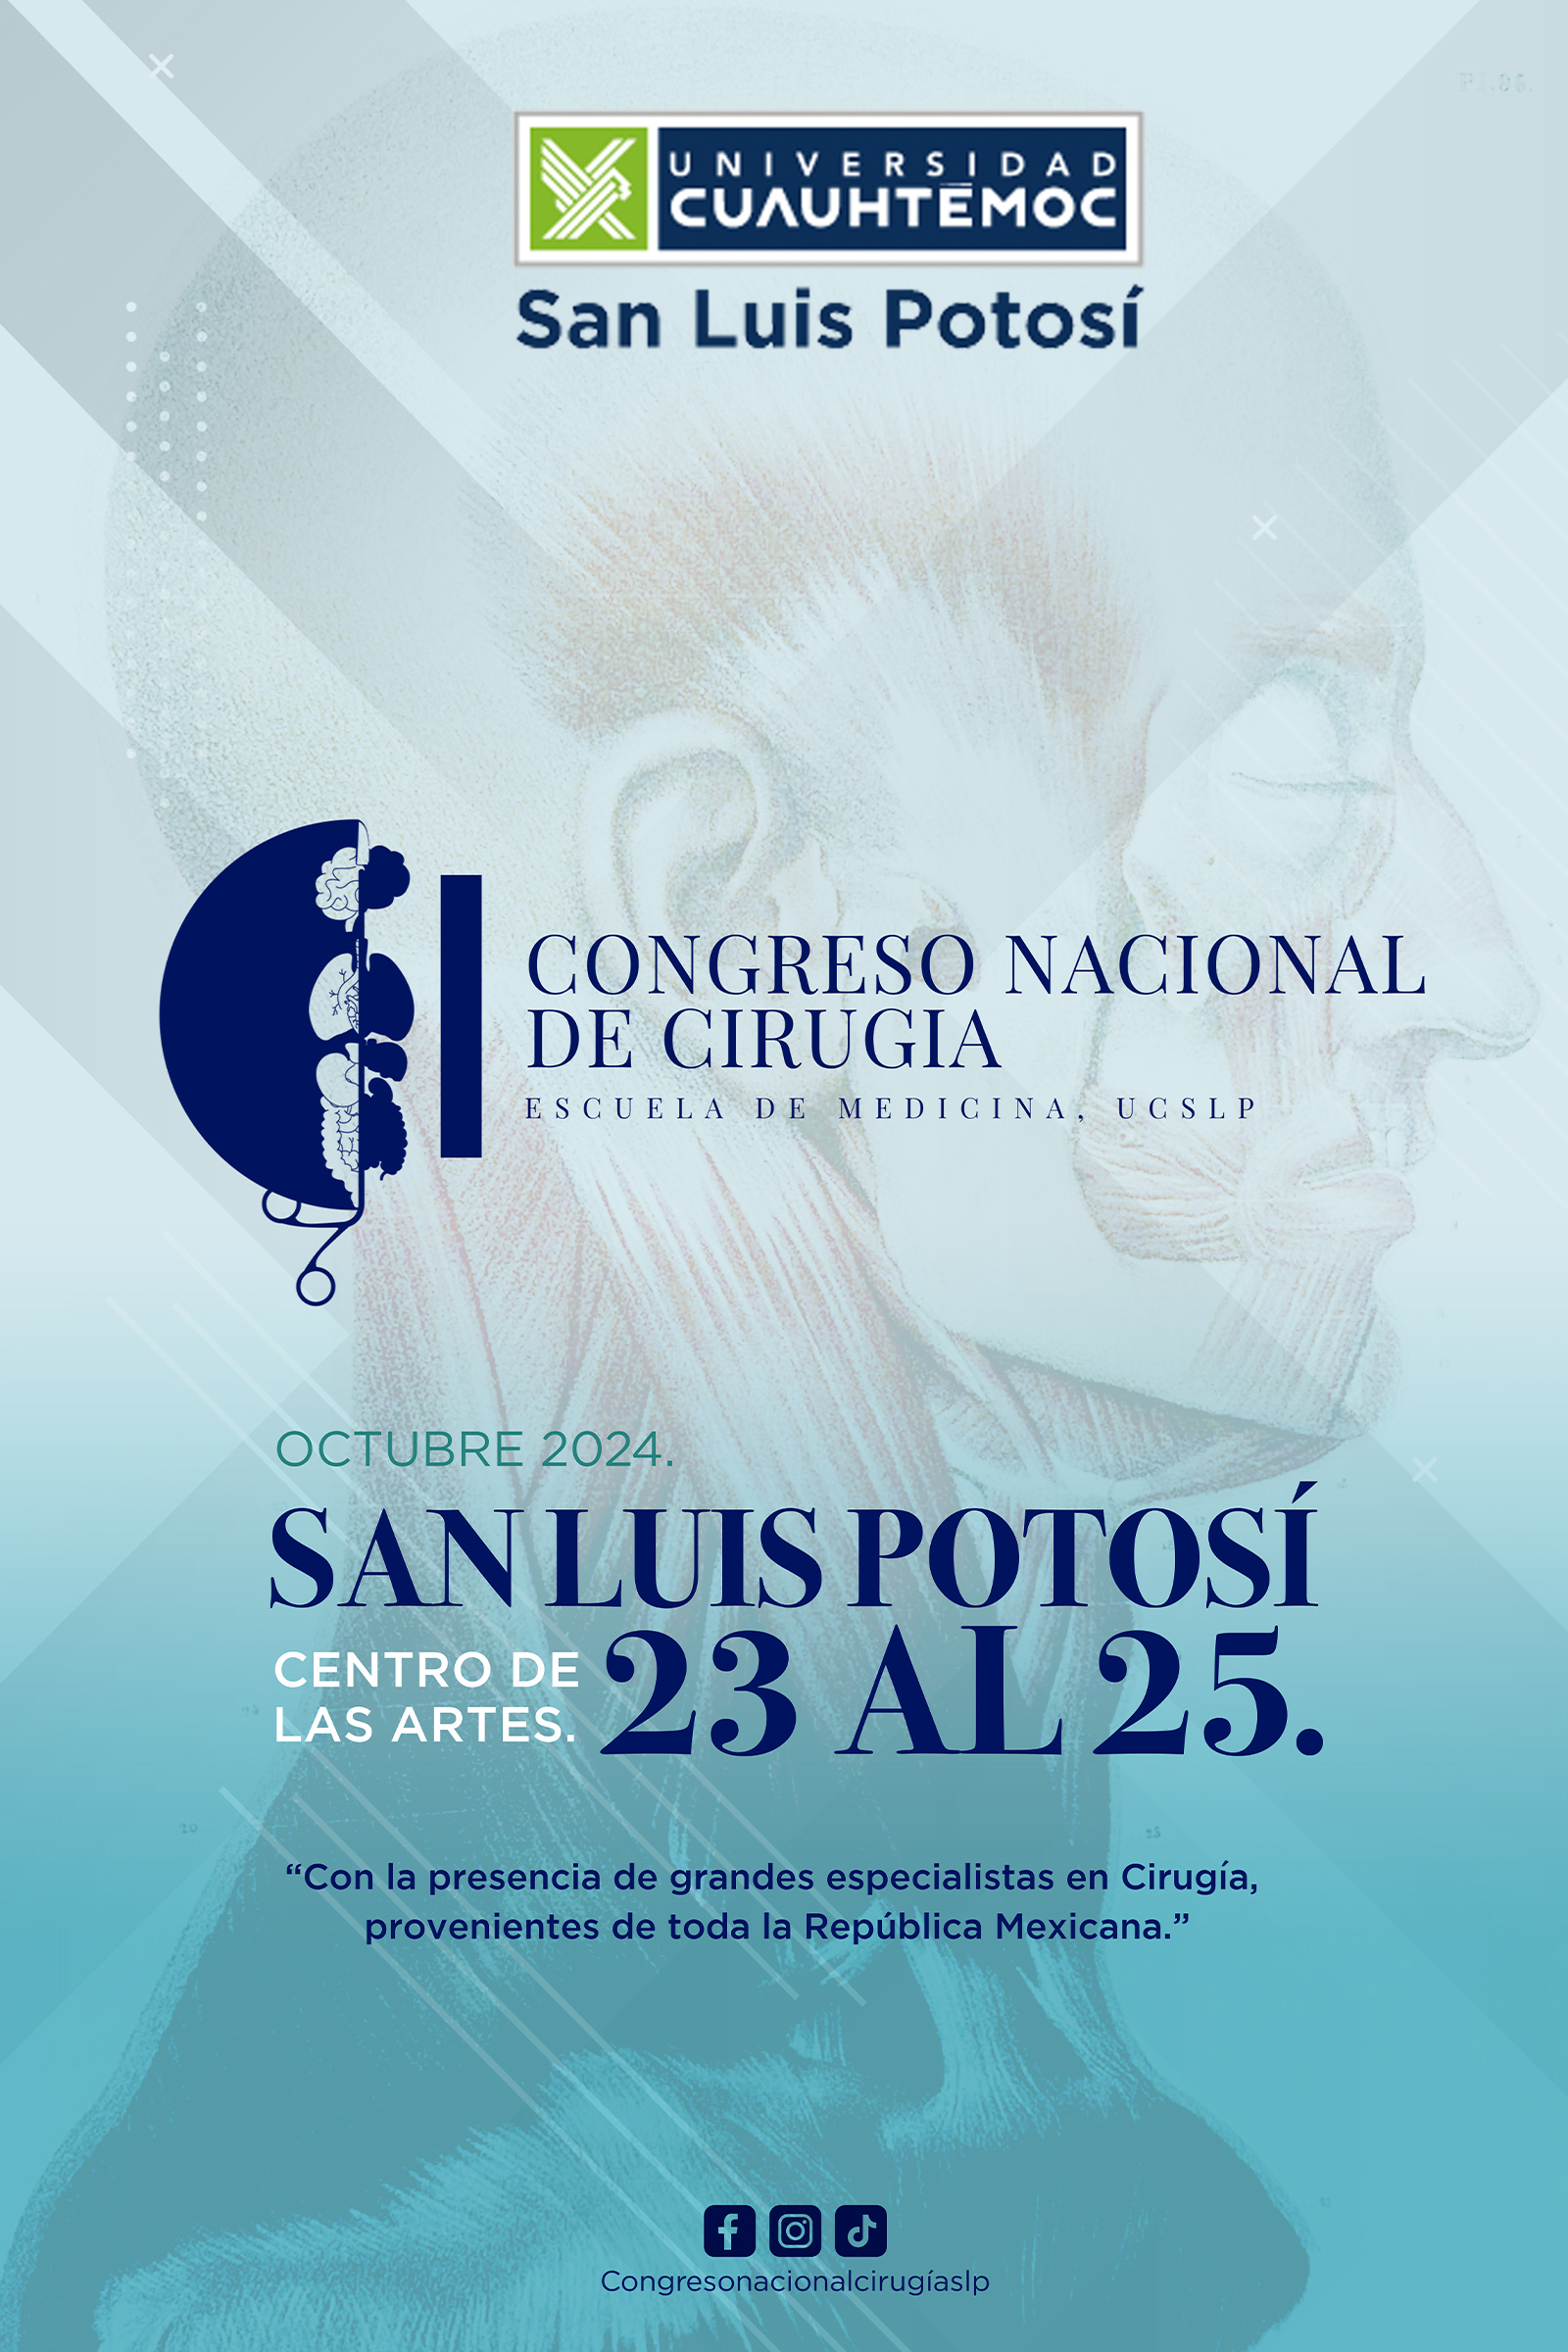 UNIVERSIDAD
CUAUHTÉMOC
San Luis Potosí
CONGRESO NACIONAL
DE CIRUGIA
ESCUELA DE MEDICINA, UCSLP
OCTUBRE 2024.
SAN LUIS POTOSÍ
CENTRO DE
LAS ARTES.
23 AL 25.
“Con la presencia de grandes especialistas en Cirugía,
provenientes de toda la República Mexicana.”
Congresonacionalcirugíaslp